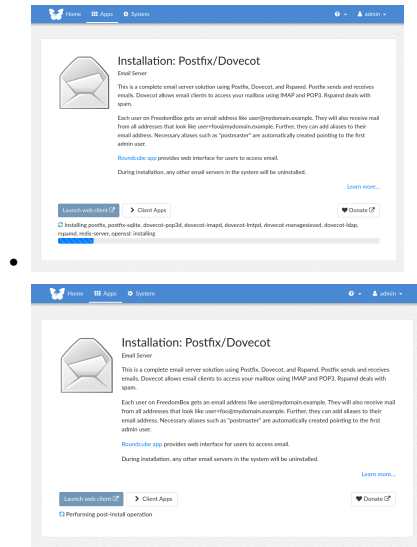 Home Apps System admin
Installation: Postfix/Dovecot
Email Server
This is a complete email server solution using Postfix, Dovecot, and Rspamd. Postfix sends and receives
emails. Dovecot allows email clients to access your mailbox using IMAP and POP3. Rspamd deals with
spam.
Each user on FreedomBox gets an email address like user@mydomain.example. They will also receive mail
from all addresses that look like user+foo@mydomain.example. Further, they can add aliases to their
email address. Necessary aliases such as "postmaster" are automatically created pointing to the first
admin user.
Roundcube app provides web interface for users to access email.
During installation, any other email servers in the system will be uninstalled.
Learn more...
Launch web client Client Apps Donate
Installing postfix, postfix-sqlite, dovecot-pop3d, dovecot-imapd, dovecot-lmtpd, dovecot-managesieved, dovecot-ldap,
rspamd, redis-server, openssl: installing
Home Apps System admin
Installation: Postfix/Dovecot
Email Server
This is a complete email server solution using Postfix, Dovecot, and Rspamd. Postfix sends and receives
emails. Dovecot allows email clients to access your mailbox using IMAP and POP3. Rspamd deals with
spam.
Each user on FreedomBox gets an email address like user@mydomain.example. They will also receive mail
from all addresses that look like user+foo@mydomain.example. Further, they can add aliases to their
email address. Necessary aliases such as "postmaster" are automatically created pointing to the first
admin user.
Roundcube app provides web interface for users to access email.
During installation, any other email servers in the system will be uninstalled.
Learn more...
Launch web client Client Apps Donate
Performing post-install operation